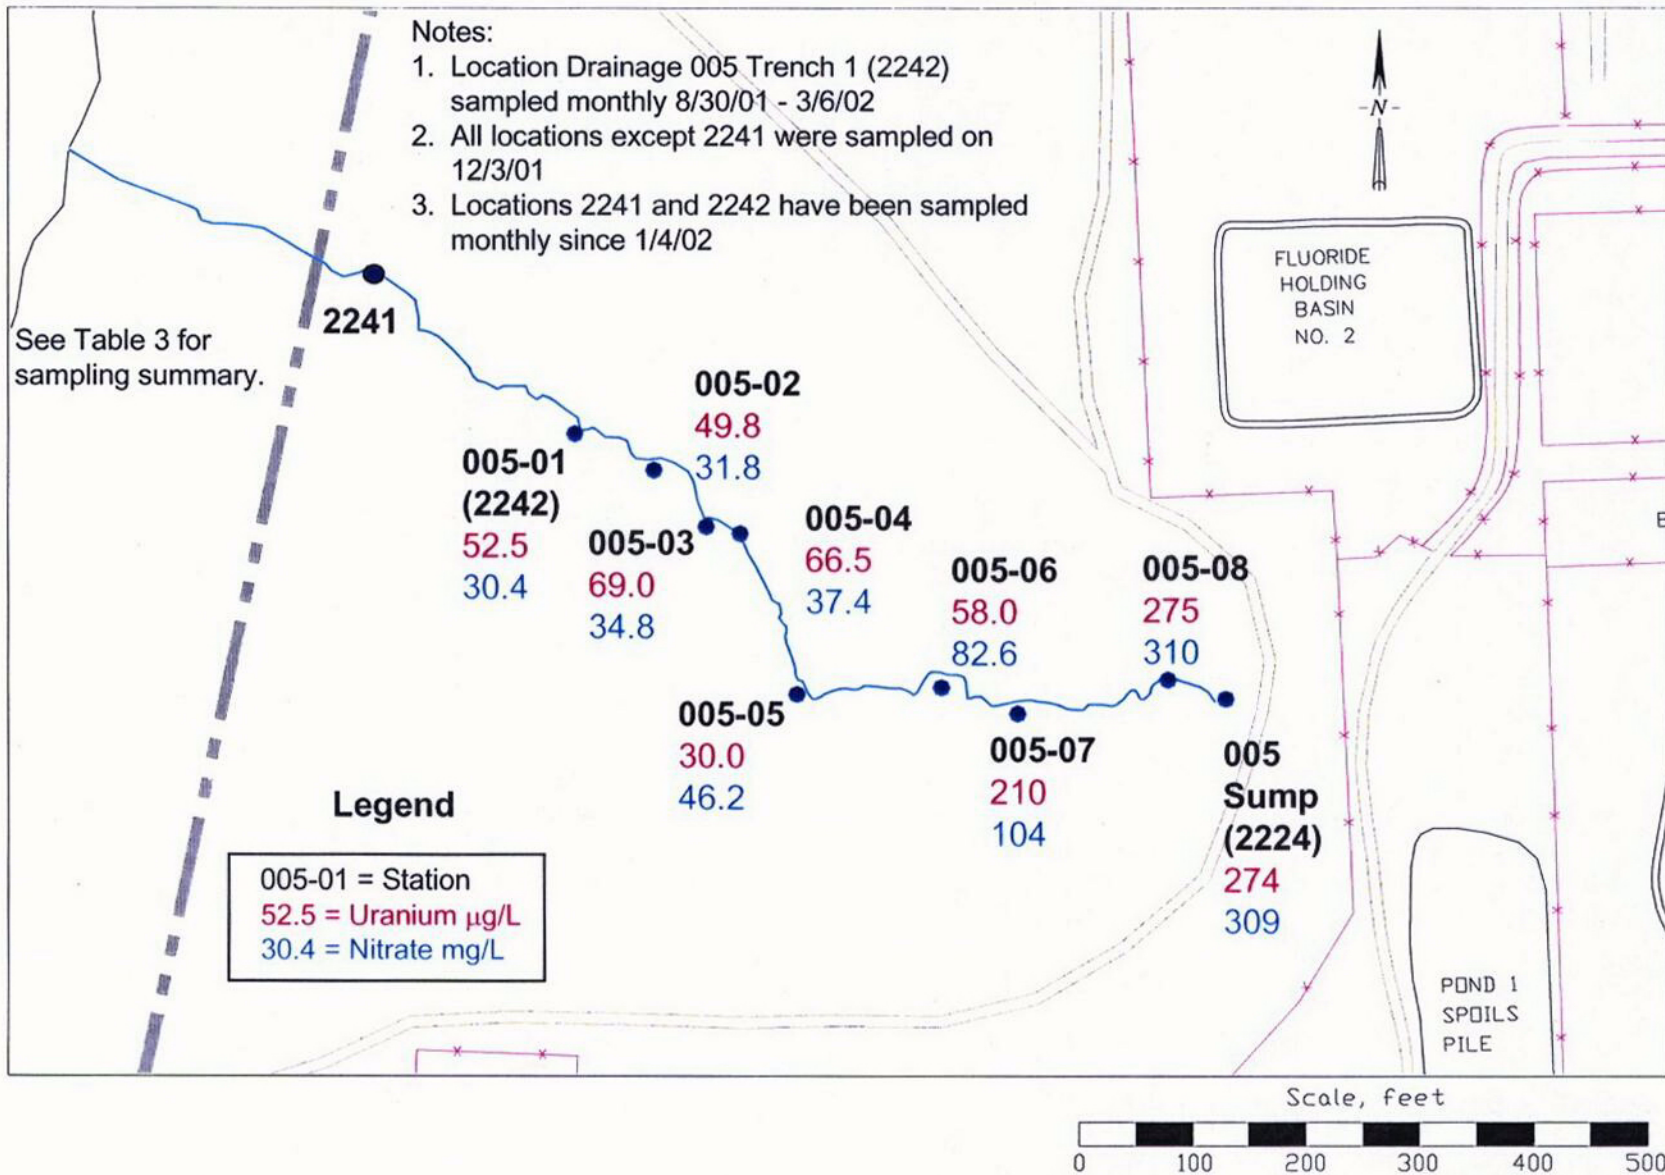 Notes:
1. Location Drainage 005 Trench 1 (2242)
sampled monthly 8/30/01 - 3/6/02
2. All locations except 2241 were sampled on
12/3/01
3. Locations 2241 and 2242 have been sampled
monthly since 1/4/02
-N-
FLUORIDE
HOLDING
BASIN
NO. 2
2241
See Table 3 for
sampling summary.
005-02
49.8
31.8
005-01
(2242)
52.5
30.4
005-03
69.0
34.8
005-04
66.5
37.4
005-06
58.0
82.6
005-08
275
310
005-05
30.0
46.2
005-07
210
104
005
Sump
(2224)
274
309
Legend
005-01 = Station
52.5 = Uranium µg/L
30.4 = Nitrate mg/L
POND 1
SPOILS
PILE
Scale, feet
0 100 200 300 400 500